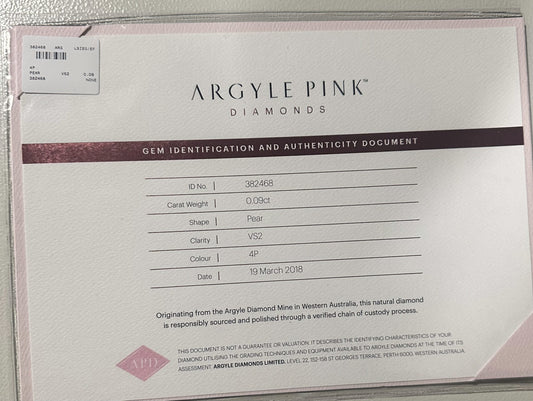 382468 ARG LSI2G/SF
4P
PEAR VS2 0.09
382468 NONE
ARGYLE PINK™
DIAMONDS
GEM IDENTIFICATION AND AUTHENTICITY DOCUMENT
ID No. | 382468
Carat Weight | 0.09ct
Shape | Pear
Clarity | VS2
Colour | 4P
Date | 19 March 2018
Originating from the Argyle Diamond Mine in Western Australia, this natural diamond
is responsibly sourced and polished through a verified chain of custody process.
APD
THIS DOCUMENT IS NOT A GUARANTEE OR VALUATION. IT DESCRIBES THE IDENTIFYING CHARACTERISTICS OF YOUR
DIAMOND UTILISING THE GRADING TECHNIQUES AND EQUIPMENT AVAILABLE TO ARGYLE DIAMONDS AT THE TIME OF ITS
ASSESSMENT. ARGYLE DIAMONDS LIMITED. LEVEL 22, 152-158 ST GEORGES TERRACE, PERTH 6000, WESTERN AUSTRALIA.